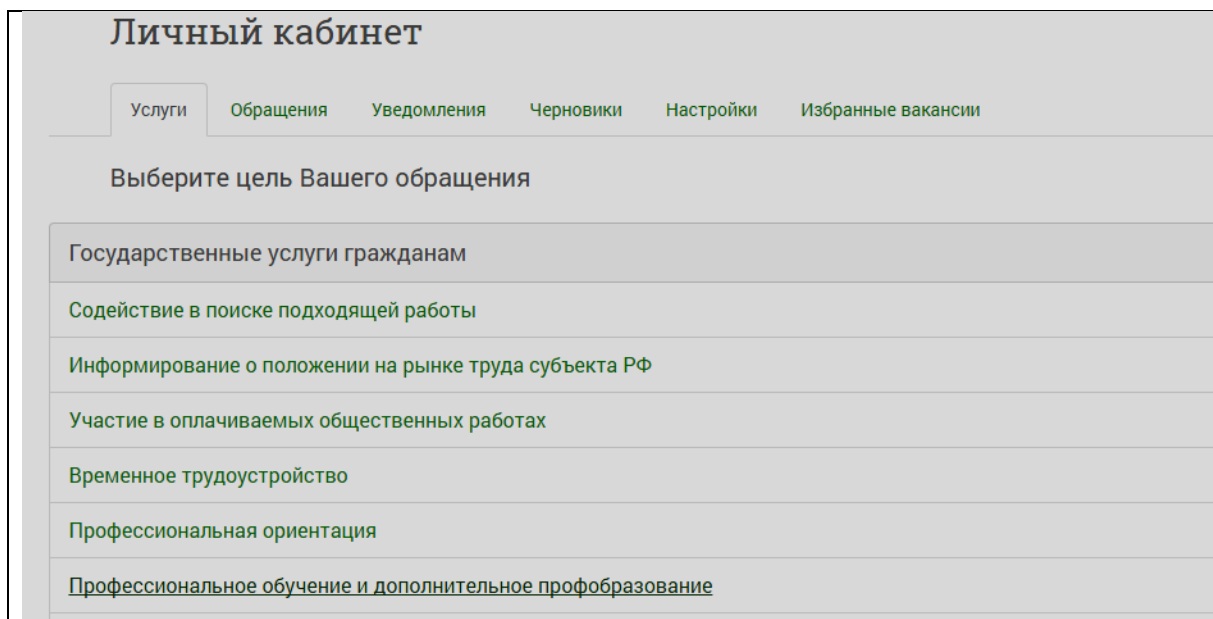 Личный кабинет
Услуги Обращения Уведомления Черновики Настройки Избранные вакансии
Выберите цель Вашего обращения
Государственные услуги гражданам
Содействие в поиске подходящей работы
Информирование о положении на рынке труда субъекта РФ
Участие в оплачиваемых общественных работах
Временное трудоустройство
Профессиональная ориентация
Профессиональное обучение и дополнительное профобразование